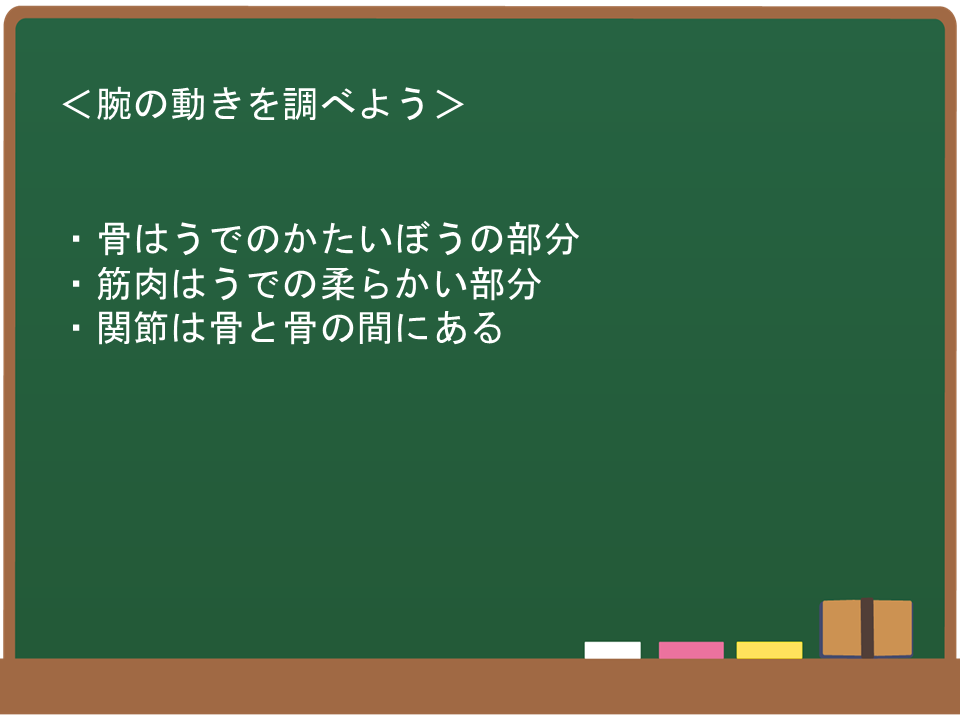 ＜腕の動きを調べよう＞
・骨はうでのかたいぼうの部分
・筋肉はうでの柔らかい部分
・関節は骨と骨の間にある